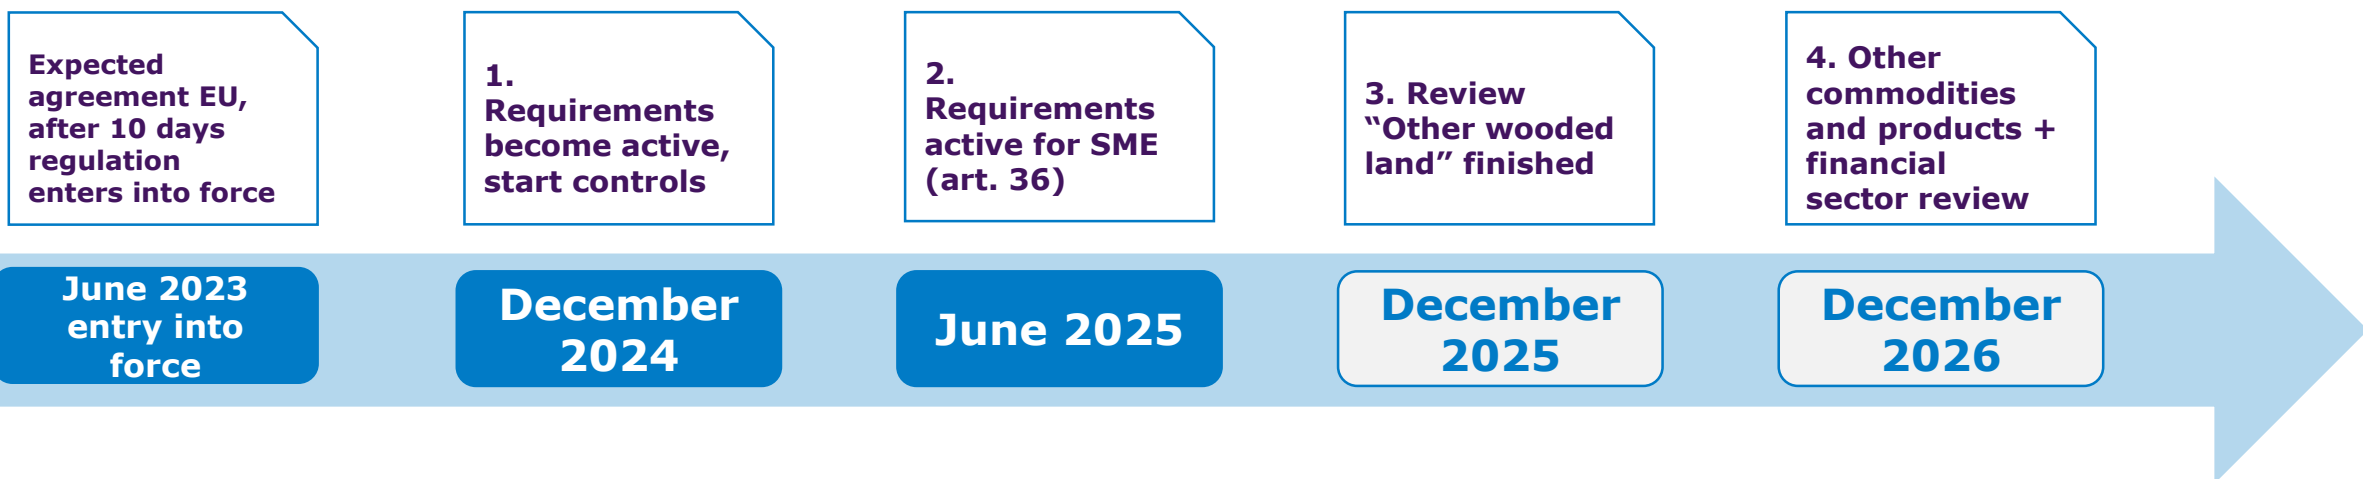 Expected
agreement EU,
after 10 days
regulation
enters into force
1.
Requirements
become active,
start controls
2.
Requirements
active for SME
(art. 36)
3. Review
“Other wooded
land” finished
4. Other
commodities
and products +
financial
sector review
June 2023
entry into
force
December
2024
June 2025
December
2025
December
2026